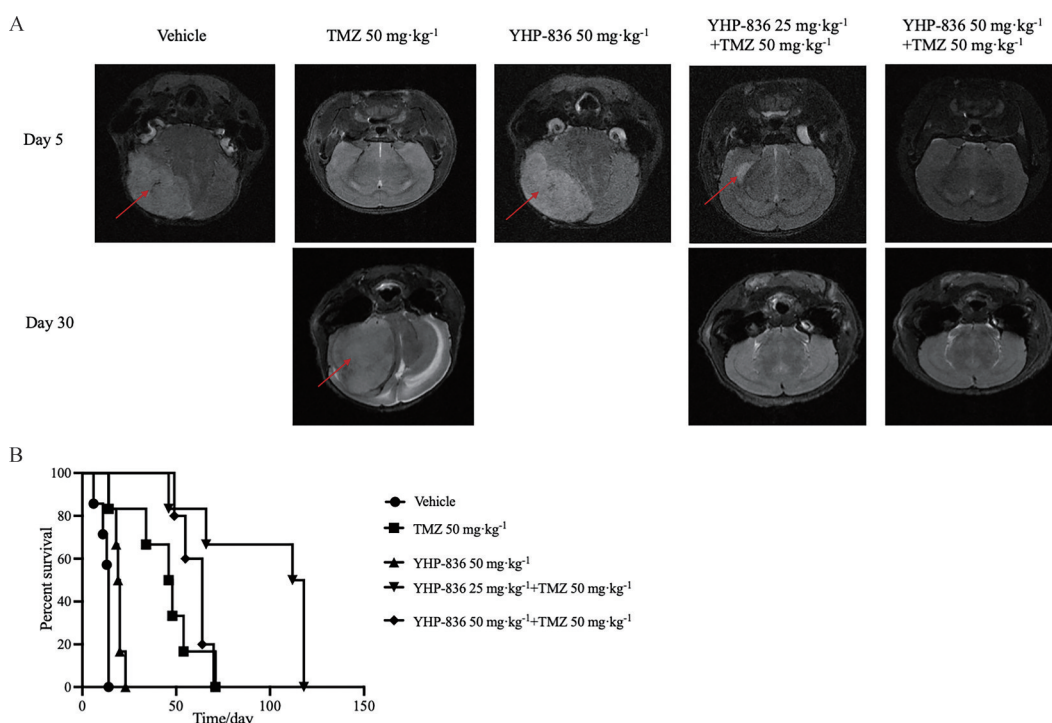 A
Vehicle
TMZ 50 mg·kg⁻¹
YHP-836 50 mg·kg⁻¹
YHP-836 25 mg·kg⁻¹
+TMZ 50 mg·kg⁻¹
YHP-836 50 mg·kg⁻¹
+TMZ 50 mg·kg⁻¹
Day 5
Day 30
B
Percent survival
100
80
60
40
20
0
0
50
100
150
Time/day
Vehicle
TMZ 50 mg·kg⁻¹
YHP-836 50 mg·kg⁻¹
YHP-836 25 mg·kg⁻¹+TMZ 50 mg·kg⁻¹
YHP-836 50 mg·kg⁻¹+TMZ 50 mg·kg⁻¹